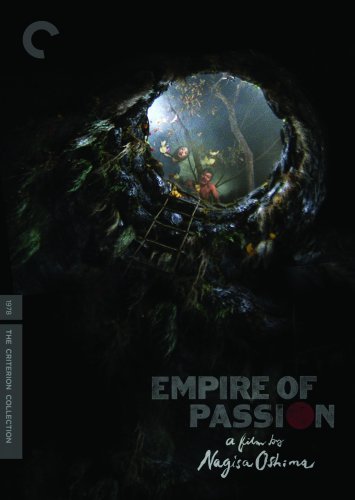 1978
THE CRITERION COLLECTION
EMPIRE OF
PASSION
a film by
Nagisa Oshima